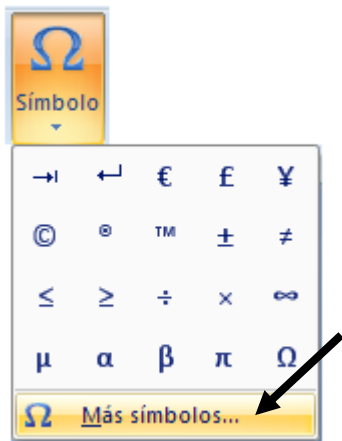 Ω
Símbolo
→I ↵ € £ ¥
© ® ™ ± ≠
≤ ≥ ÷ × ∞
µ α β π Ω
Ω Más símbolos...